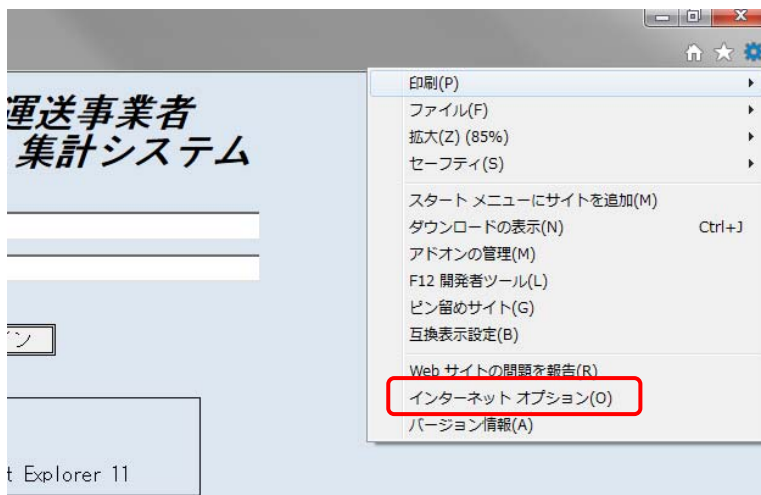 印刷(P)
ファイル(F)
拡大(Z) (85%)
セーフティ(S)
スタート メニューにサイトを追加(M)
ダウンロードの表示(N) Ctrl+J
アドオンの管理(M)
F12 開発者ツール(L)
ピン留めサイト(G)
互換表示設定(B)
Web サイトの問題を報告(R)
インターネット オプション(O)
バージョン情報(A)
運送事業者
集計システム
イン
t Explorer 11